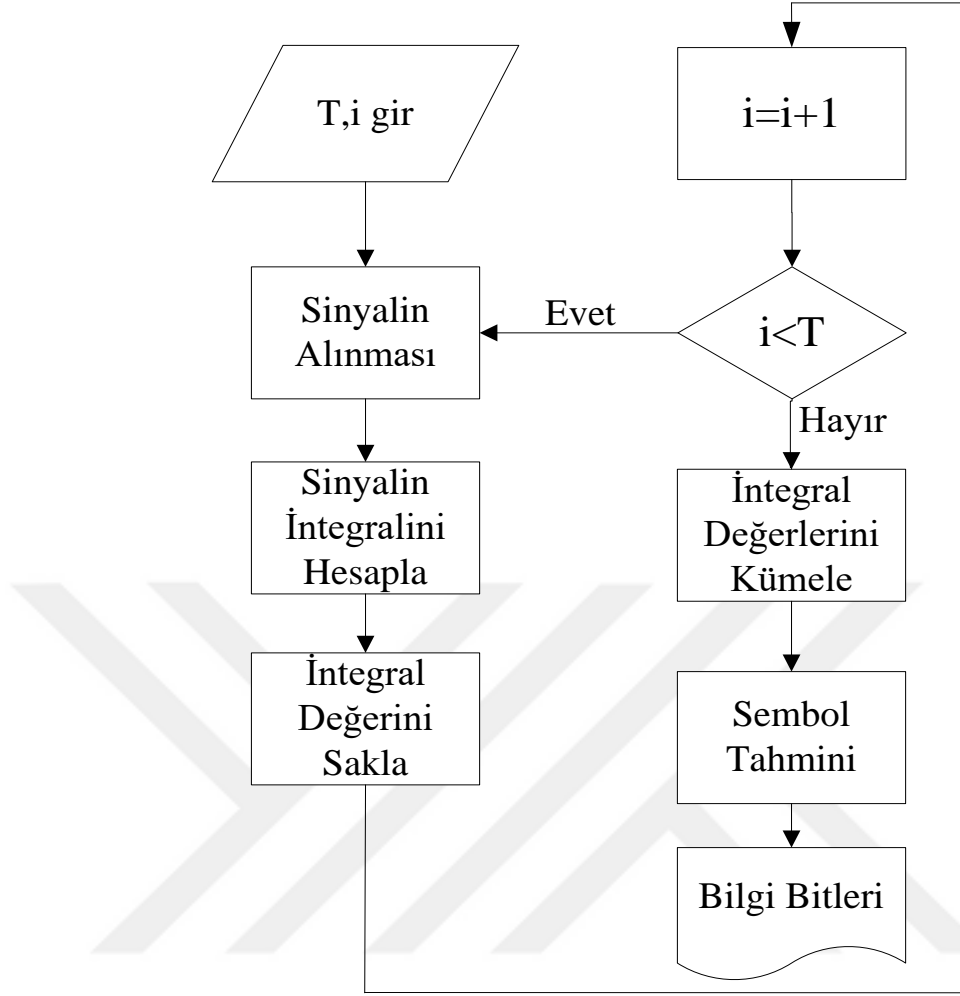 T,i gir
Sinyalin
Alınması
Sinyalin
İntegralini
Hesapla
İntegral
Değerini
Sakla
i=i+1
i<T
Evet
Hayır
İntegral
Değerlerini
Kümele
Sembol
Tahmini
Bilgi Bitleri